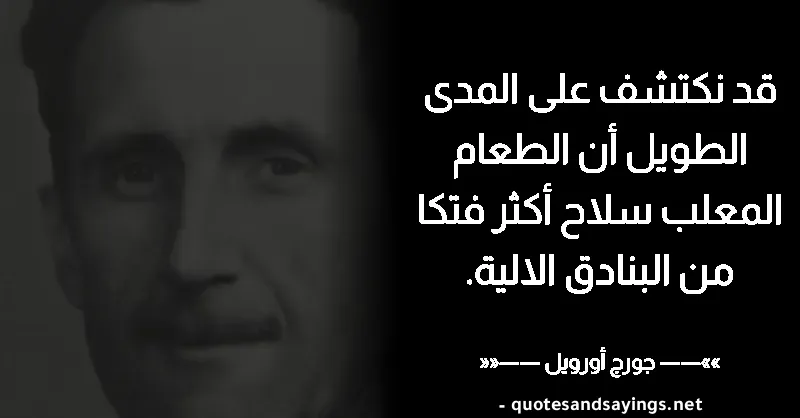 قد نكتشف على المدى
الطويل أن الطعام
المعلب سلاح أكثر فتكا
من البنادق الالية.
»»—— جورج أورويل ——««
- quotesandsayings.net